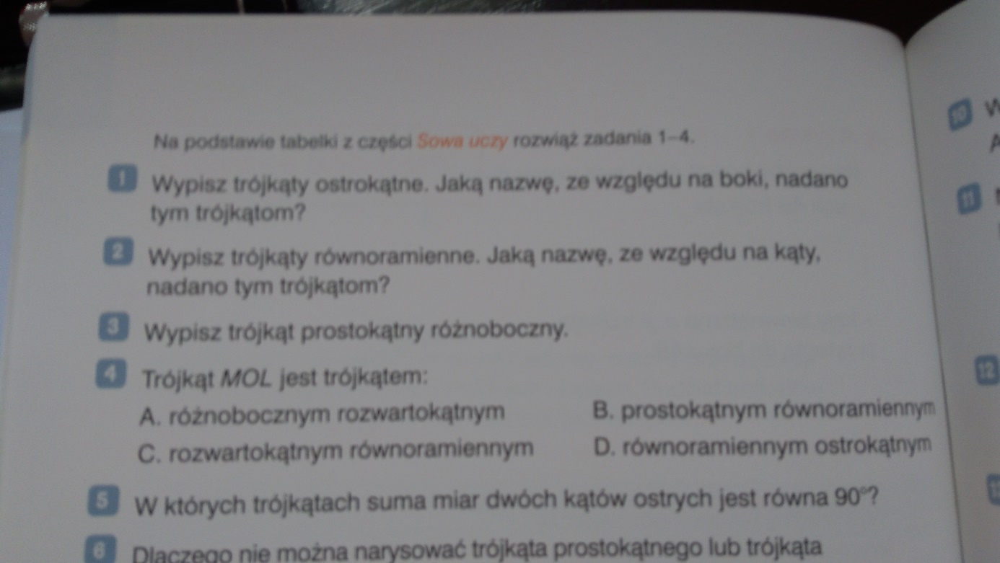 Na podstawie tabelki z części Sowa uczy rozwiąż zadania 1–4.
1 Wypisz trójkąty ostrokątne. Jaką nazwę, ze względu na boki, nadano
tym trójkątom?
2 Wypisz trójkąty równoramienne. Jaką nazwę, ze względu na kąty,
nadano tym trójkątom?
3 Wypisz trójkąt prostokątny różnoboczny.
4 Trójkąt MOL jest trójkątem:
A. różnobocznym rozwartokątnym B. prostokątnym równoramiennym
C. rozwartokątnym równoramiennym D. równoramiennym ostrokątnym
5 W których trójkątach suma miar dwóch kątów ostrych jest równa 90°?
6 Dlaczego nie można narysować trójkąta prostokątnego lub trójkąta
10
11
12